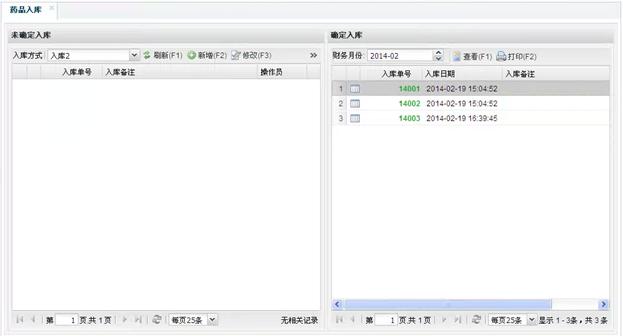 药品入库
未确定入库
入库方式 入库2 刷新(F1) 新增(F2) 修改(F3) »
入库单号 入库备注 操作员
第 1 页,共 1 页 每页25条 无相关记录
确定入库
财务月份: 2014-02 查看(F1) 打印(F2)
入库单号 入库日期 入库备注
1 14001 2014-02-19 15:04:52
2 14002 2014-02-19 15:04:52
3 14003 2014-02-19 16:39:45
第 1 页,共 1 页 每页25条 显示 1 - 3条，共 3 条